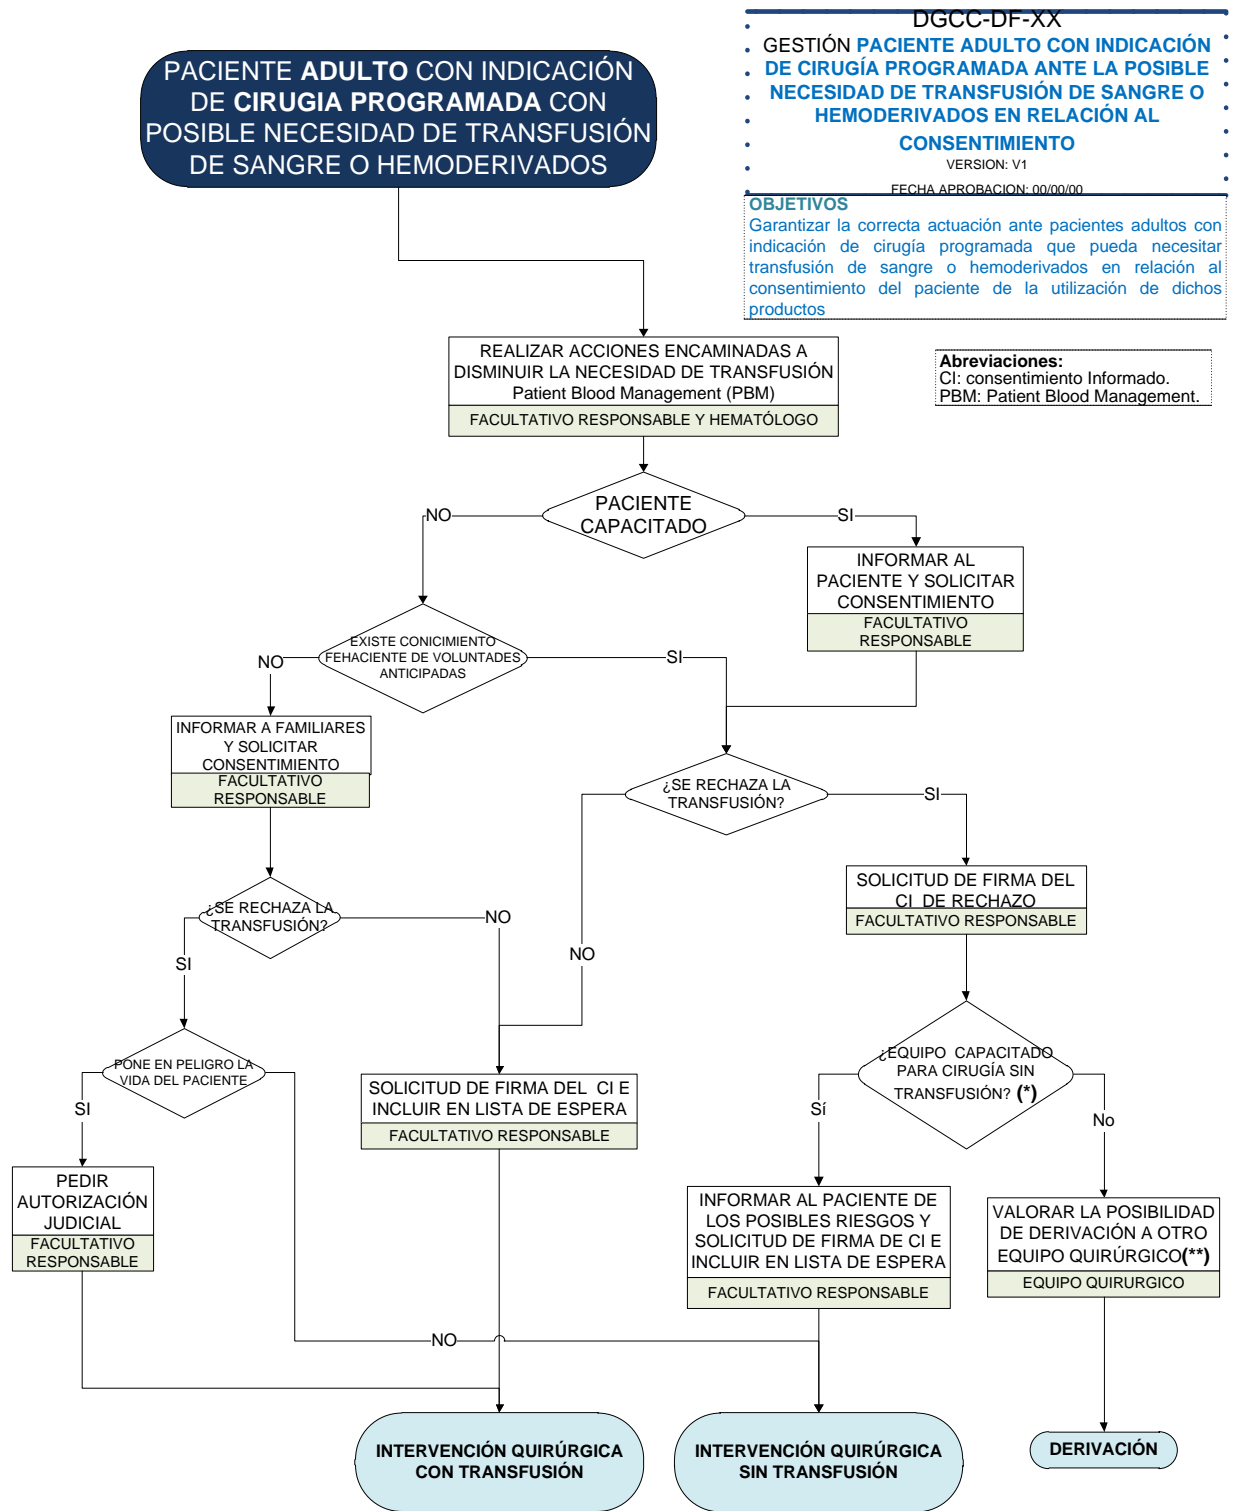 PACIENTE ADULTO CON INDICACIÓN
DE CIRUGIA PROGRAMADA CON
POSIBLE NECESIDAD DE TRANSFUSIÓN
DE SANGRE O HEMODERIVADOS
DGCC-DF-XX
GESTIÓN PACIENTE ADULTO CON INDICACIÓN
DE CIRUGÍA PROGRAMADA ANTE LA POSIBLE
NECESIDAD DE TRANSFUSIÓN DE SANGRE O
HEMODERIVADOS EN RELACIÓN AL
CONSENTIMIENTO
VERSION: V1
FECHA APROBACION: 00/00/00
OBJETIVOS
Garantizar la correcta actuación ante pacientes adultos con
indicación de cirugía programada que pueda necesitar
transfusión de sangre o hemoderivados en relación al
consentimiento del paciente de la utilización de dichos
productos
Abreviaciones:
CI: consentimiento Informado.
PBM: Patient Blood Management.
REALIZAR ACCIONES ENCAMINADAS A
DISMINUIR LA NECESIDAD DE TRANSFUSIÓN
Patient Blood Management (PBM)
FACULTATIVO RESPONSABLE Y HEMATÓLOGO
PACIENTE
CAPACITADO
NO
SI
INFORMAR AL
PACIENTE Y SOLICITAR
CONSENTIMIENTO
FACULTATIVO
RESPONSABLE
EXISTE CONICIMIENTO
FEHACIENTE DE VOLUNTADES
ANTICIPADAS
NO
SI
INFORMAR A FAMILIARES
Y SOLICITAR
CONSENTIMIENTO
FACULTATIVO
RESPONSABLE
¿SE RECHAZA LA
TRANSFUSIÓN?
SI
NO
SOLICITUD DE FIRMA DEL
CI DE RECHAZO
FACULTATIVO RESPONSABLE
¿SE RECHAZA LA
TRANSFUSIÓN?
NO
SI
¿EQUIPO CAPACITADO
PARA CIRUGÍA SIN
TRANSFUSIÓN? (*)
Sí
No
PONE EN PELIGRO LA
VIDA DEL PACIENTE
SI
NO
SOLICITUD DE FIRMA DEL CI E
INCLUIR EN LISTA DE ESPERA
FACULTATIVO RESPONSABLE
PEDIR
AUTORIZACIÓN
JUDICIAL
FACULTATIVO
RESPONSABLE
INFORMAR AL PACIENTE DE
LOS POSIBLES RIESGOS Y
SOLICITUD DE FIRMA DE CI E
INCLUIR EN LISTA DE ESPERA
FACULTATIVO RESPONSABLE
VALORAR LA POSIBILIDAD
DE DERIVACIÓN A OTRO
EQUIPO QUIRÚRGICO(**)
EQUIPO QUIRURGICO
INTERVENCIÓN QUIRÚRGICA
CON TRANSFUSIÓN
INTERVENCIÓN QUIRÚRGICA
SIN TRANSFUSIÓN
DERIVACIÓN